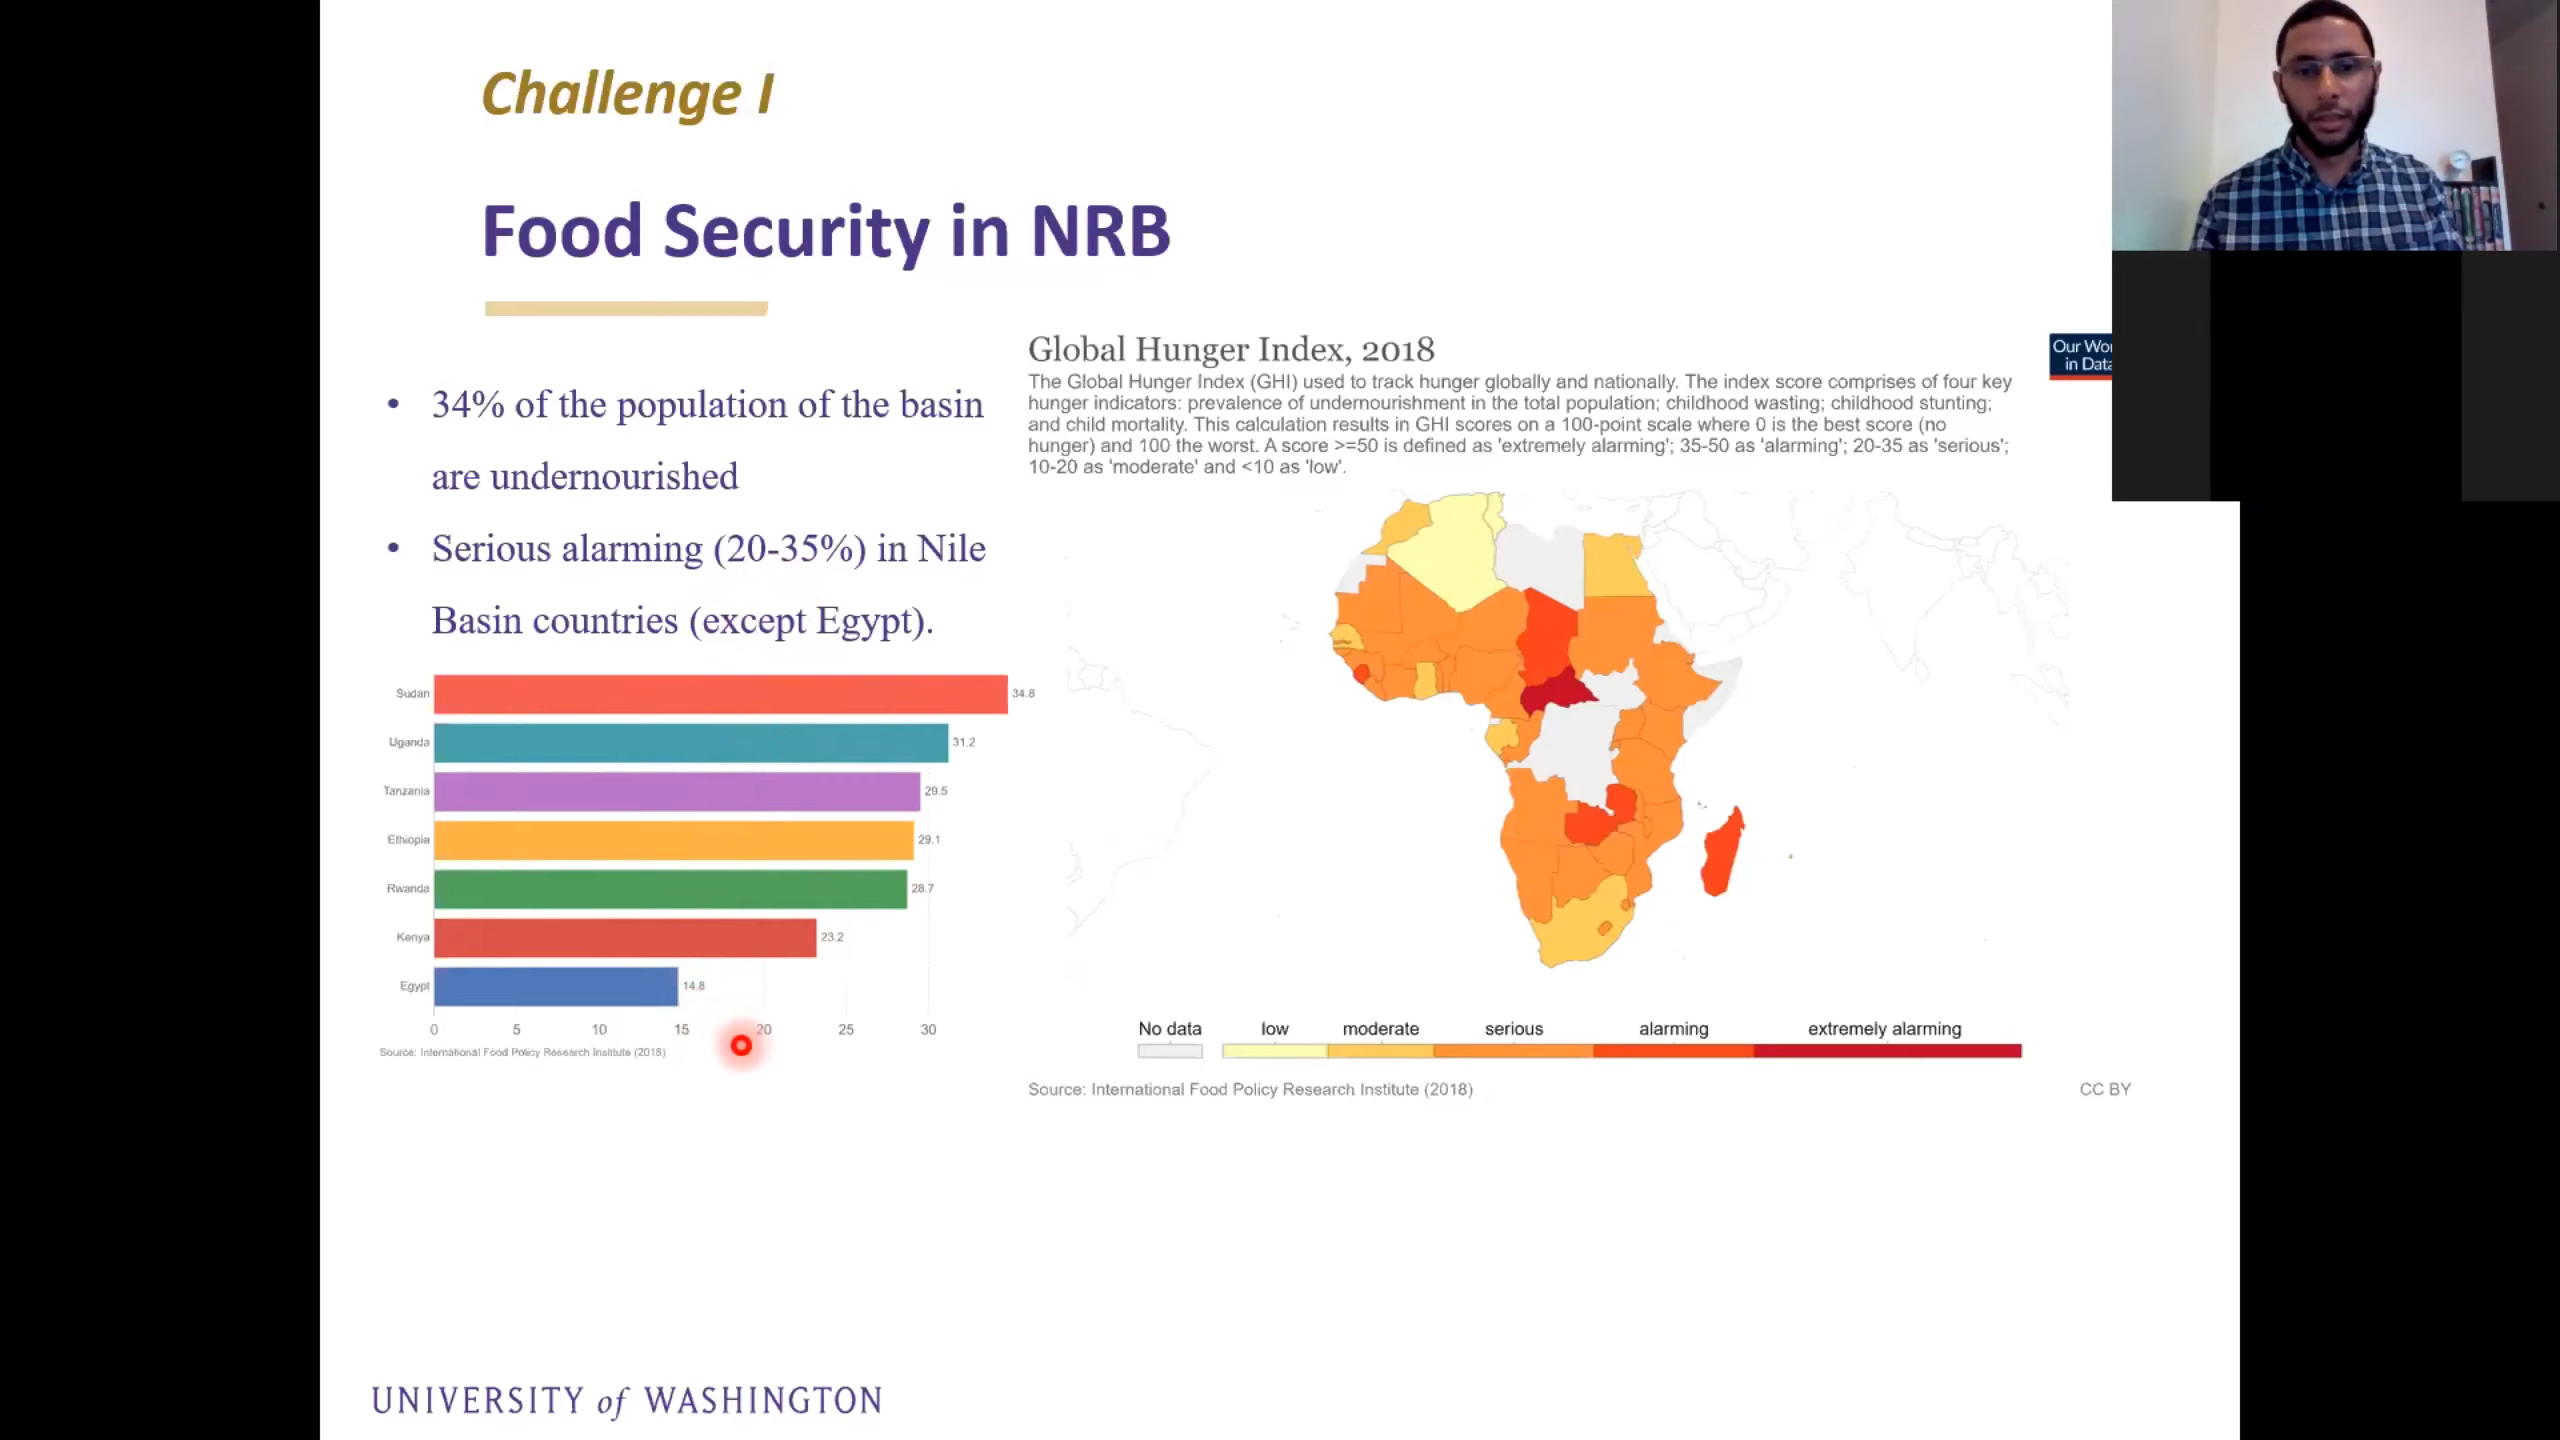 Challenge I
Food Security in NRB
• 34% of the population of the basin
are undernourished
• Serious alarming (20-35%) in Nile
Basin countries (except Egypt).
Sudan 34.8
Uganda 31.2
Tanzania 29.5
Ethiopia 29.1
Rwanda 28.7
Kenya 23.2
Egypt 14.8
0 5 10 15 20 25 30
Source: International Food Policy Research Institute (2018)
Global Hunger Index, 2018
The Global Hunger Index (GHI) used to track hunger globally and nationally. The index score comprises of four key
hunger indicators: prevalence of undernourishment in the total population; childhood wasting; childhood stunting;
and child mortality. This calculation results in GHI scores on a 100-point scale where 0 is the best score (no
hunger) and 100 the worst. A score >=50 is defined as 'extremely alarming'; 35-50 as 'alarming'; 20-35 as 'serious';
10-20 as 'moderate' and <10 as 'low'.
Our Wo
in Data
No data low moderate serious alarming extremely alarming
Source: International Food Policy Research Institute (2018)
CC BY
UNIVERSITY of WASHINGTON